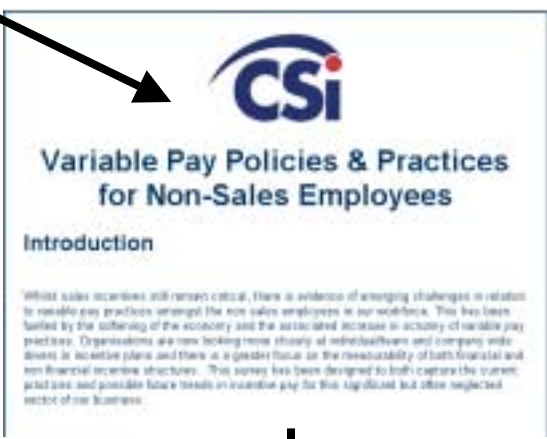 CSi
Variable Pay Policies & Practices
for Non-Sales Employees
Introduction
Whilst sales incentives still remain critical, there is evidence of emerging challenges in relation
to variable pay practices amongst the non sales employees in our workforce. This has been
fueled by the softening of the economy and the associated increase in scrutiny of variable pay
practices. Organisations are now looking more closely at individual/team and company wide
drivers in incentive plans and there is a greater focus on the measurability of both financial and
non financial incentive structures. This survey has been designed to both capture the current
practices and possible future trends in incentive pay for this significant but often neglected
sector of our business.